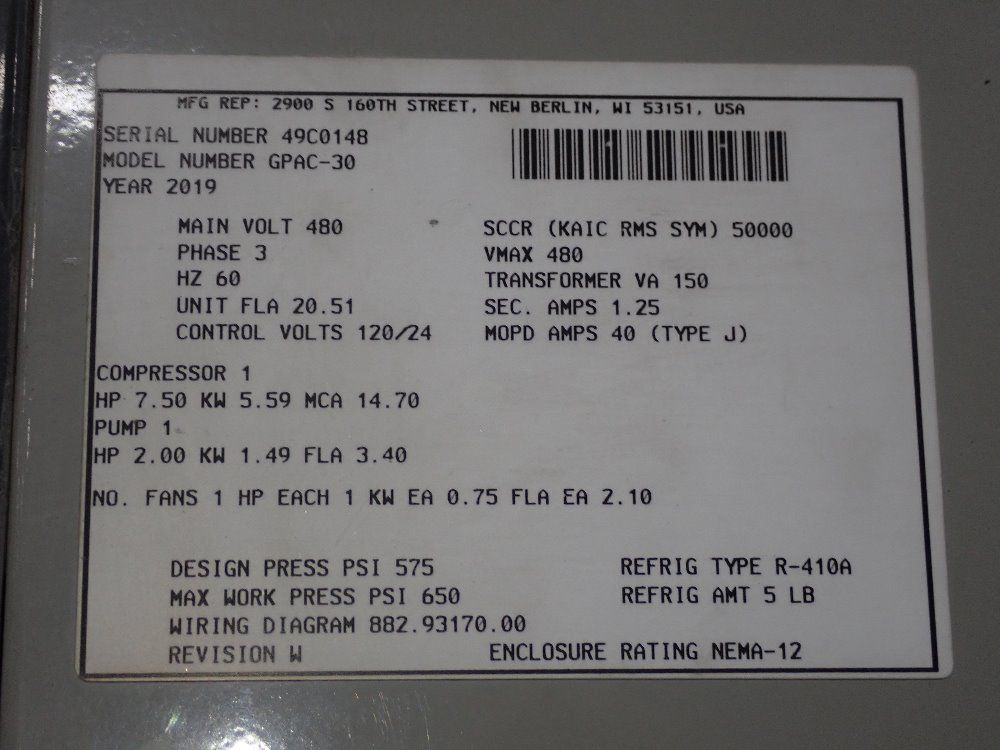 MFG REP: 2900 S 160TH STREET, NEW BERLIN, WI 53151, USA
SERIAL NUMBER 49C0148
MODEL NUMBER GPAC-30
YEAR 2019
MAIN VOLT 480
PHASE 3
HZ 60
UNIT FLA 20.51
CONTROL VOLTS 120/24
SCCR (KAIC RMS SYM) 50000
VMAX 480
TRANSFORMER VA 150
SEC. AMPS 1.25
MOPD AMPS 40 (TYPE J)
COMPRESSOR 1
HP 7.50 KW 5.59 MCA 14.70
PUMP 1
HP 2.00 KW 1.49 FLA 3.40
NO. FANS 1 HP EACH 1 KW EA 0.75 FLA EA 2.10
DESIGN PRESS PSI 575
MAX WORK PRESS PSI 650
WIRING DIAGRAM 882.93170.00
REVISION W
REFRIG TYPE R-410A
REFRIG AMT 5 LB
ENCLOSURE RATING NEMA-12